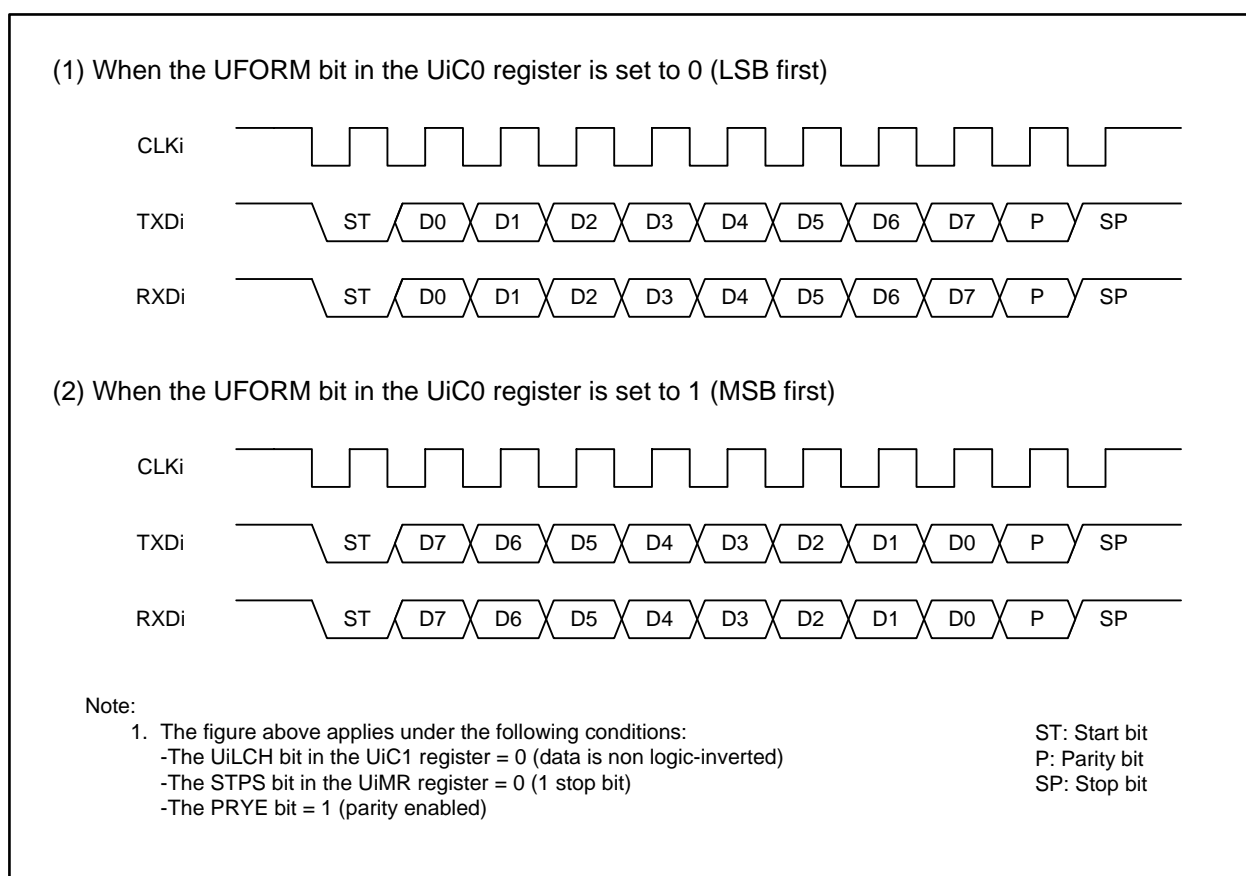 (1) When the UFORM bit in the UiC0 register is set to 0 (LSB first)
CLKi
TXDi ST D0 D1 D2 D3 D4 D5 D6 D7 P SP
RXDi ST D0 D1 D2 D3 D4 D5 D6 D7 P SP
(2) When the UFORM bit in the UiC0 register is set to 1 (MSB first)
CLKi
TXDi ST D7 D6 D5 D4 D3 D2 D1 D0 P SP
RXDi ST D7 D6 D5 D4 D3 D2 D1 D0 P SP
Note:
1. The figure above applies under the following conditions:
-The UiLCH bit in the UiC1 register = 0 (data is non logic-inverted)
-The STPS bit in the UiMR register = 0 (1 stop bit)
-The PRYE bit = 1 (parity enabled)
ST: Start bit
P: Parity bit
SP: Stop bit